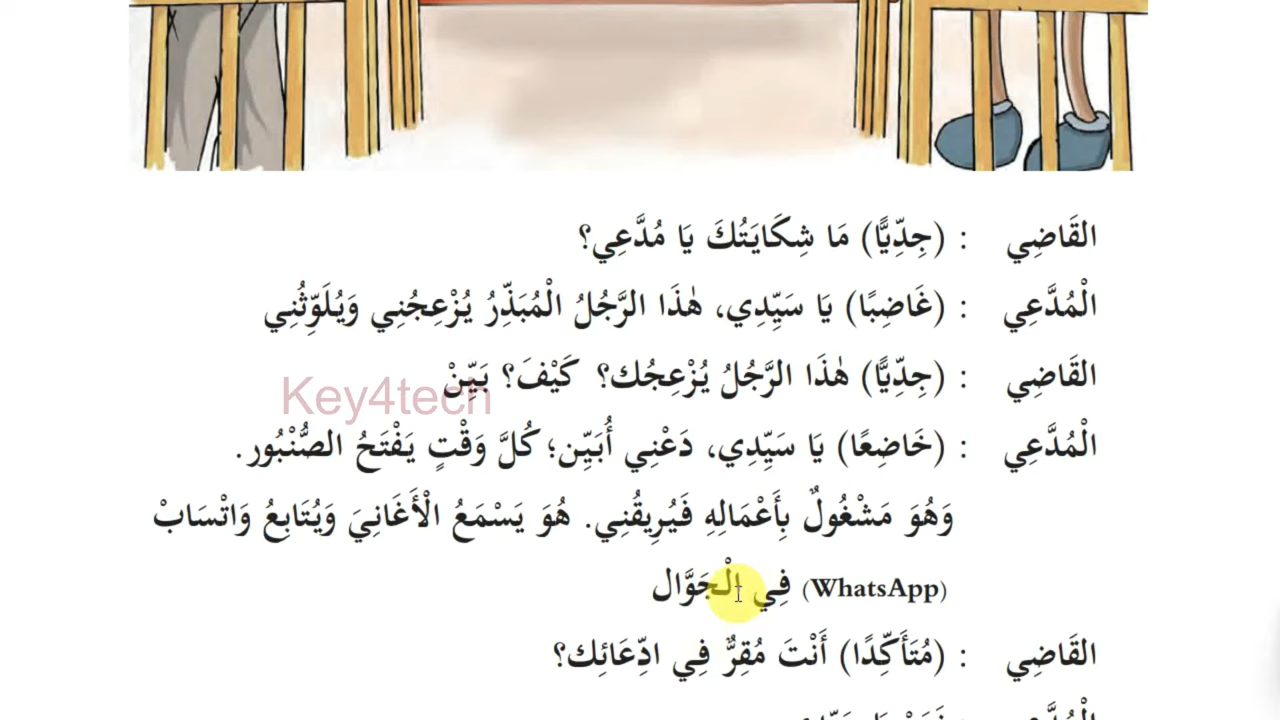 القَاضِي : (جِدِّيًّا) مَا شِكَايَتُكَ يَا مُدَّعِي؟
الْمُدَّعِي : (غَاضِبًا) يَا سَيِّدِي، هٰذَا الرَّجُلُ الْمُبَذِّرُ يُزْعِجُنِي وَيُلَوِّثُنِي
القَاضِي : (جِدِّيًّا) هٰذَا الرَّجُلُ يُزْعِجُك؟ كَيْفَ؟ بَيِّنْ
Key4tech
الْمُدَّعِي : (خَاضِعًا) يَا سَيِّدِي، دَعْنِي أُبَيِّن؛ كُلَّ وَقْتٍ يَفْتَحُ الصُّنْبُور.
وَهُوَ مَشْغُولٌ بِأَعْمَالِهِ فَيُرِيقُنِي. هُوَ يَسْمَعُ الْأَغَانِيَ وَيُتَابِعُ وَاتْسَابْ
(WhatsApp) فِي الْجَوَّال
القَاضِي : (مُتَأَكِّدًا) أَنْتَ مُقِرٌّ فِي ادِّعَائِك؟